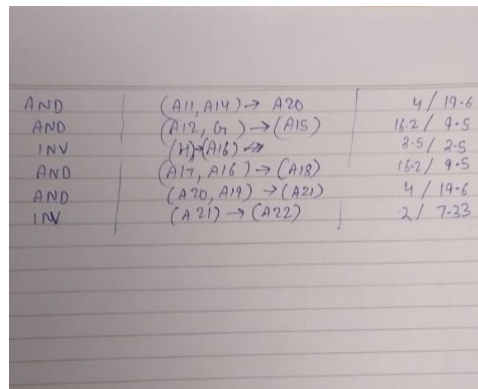 AND (A11, A14) → A20 4 / 19.6
AND (A12, G) → (A15) 16.2 / 9.5
INV (H) → (A16) 3.5 / 2.5
AND (A17, A16) → (A18) 16.2 / 9.5
AND (A20, A19) → (A21) 4 / 19.6
INV (A21) → (A22) 2 / 7.33